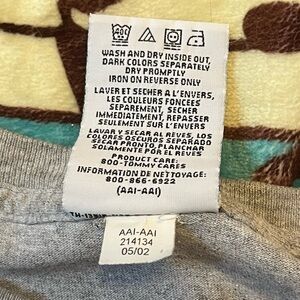 WASH AND DRY INSIDE OUT,
DARK COLORS SEPARATELY
DRY PROMPTLY
IRON ON REVERSE ONLY
LAVER ET SECHER A L'ENVERS,
LES COULEURS FONCEES
SEPAREMENT, SECHER
IMMEDIATEMENT, REPASSER
SEULEMENT SUR L'ENVERS
LAVAR Y SECAR AL REVES, LOS
COLORES OSCUROS SEPARADO
SECAR PRONTO, PLANCHAR
SOLAMENTE POR EL REVES
PRODUCT CARE:
800-TOMMY CARES
INFORMATION DE NETTOYAGE:
800-866-6922
(AAI-AAI)
AAI-AAI
214134
05/02